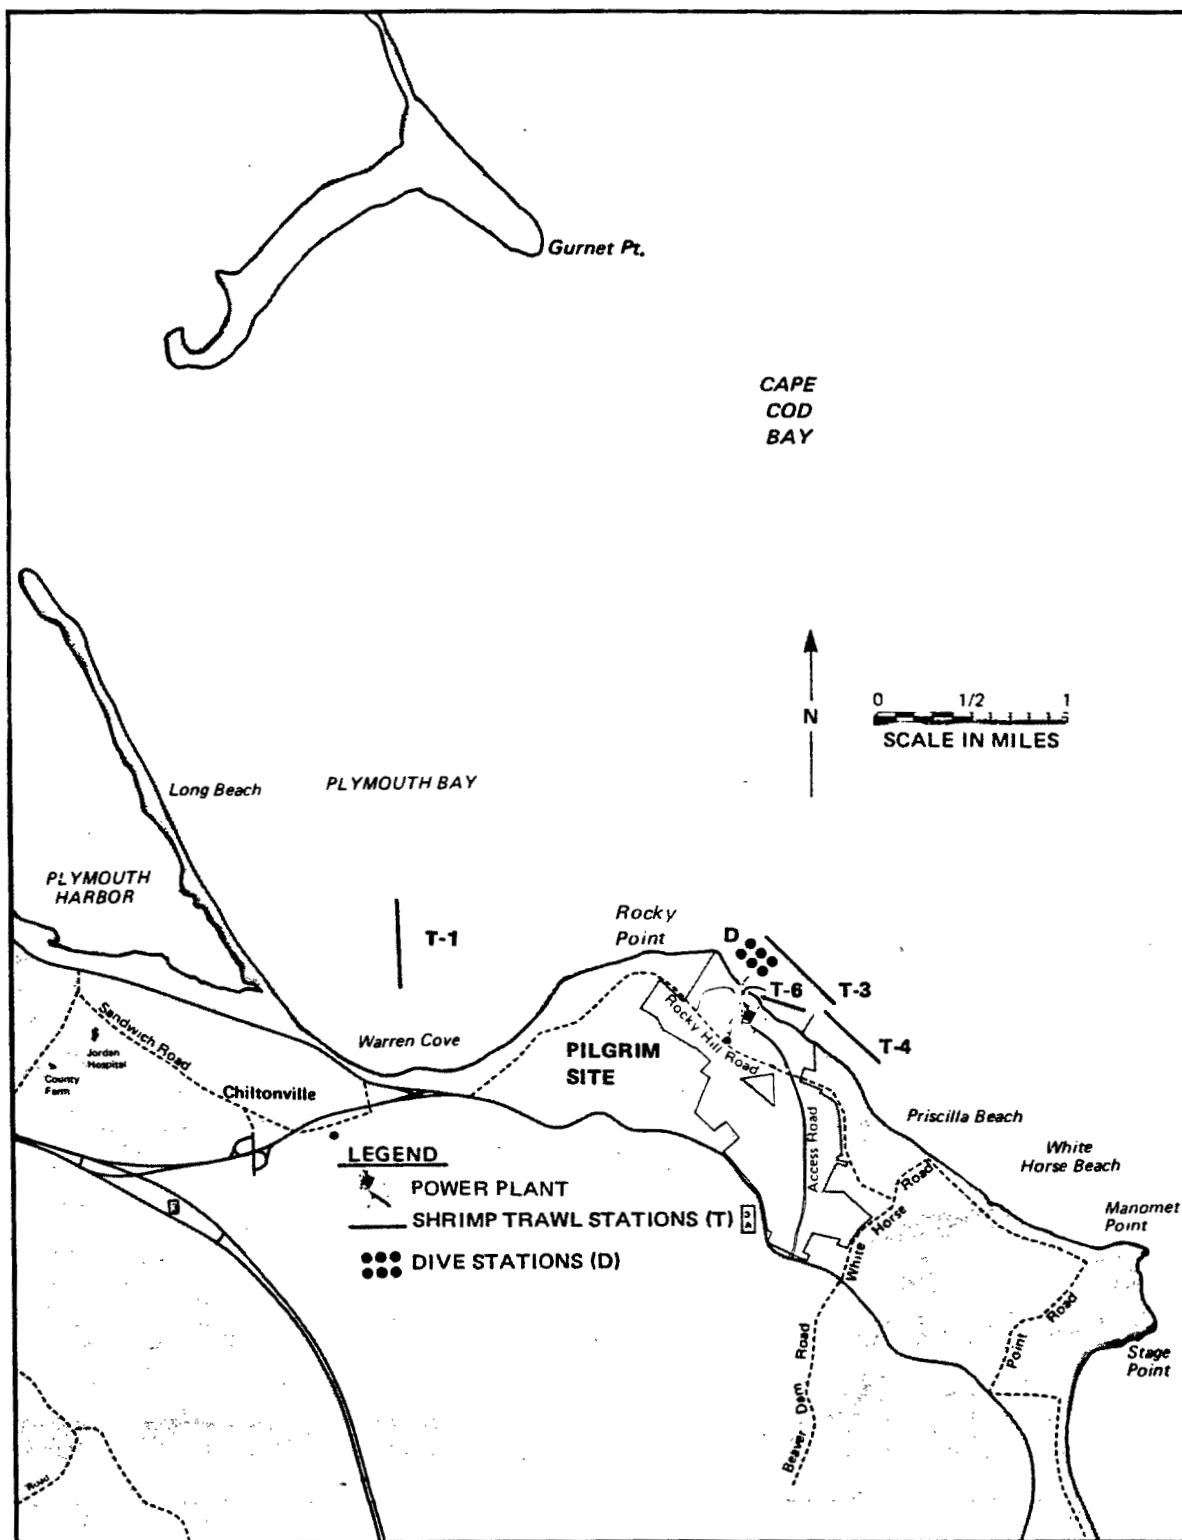 Gurnet Pt.
CAPE
COD
BAY
N
0 1/2 1
SCALE IN MILES
Long Beach
PLYMOUTH BAY
PLYMOUTH
HARBOR
T-1
Rocky
Point
D
T-6
T-3
T-4
Warren Cove
PILGRIM
SITE
Rocky Hill Road
Access Road
Sandwich Road
Jordan
Hospital
County
Farm
Chiltonville
Priscilla Beach
White
Horse Beach
Manomet
Point
White Horse Road
Point Road
Stage
Point
Beaver Dam Road
Road
LEGEND
POWER PLANT
SHRIMP TRAWL STATIONS (T)
3A
DIVE STATIONS (D)
3